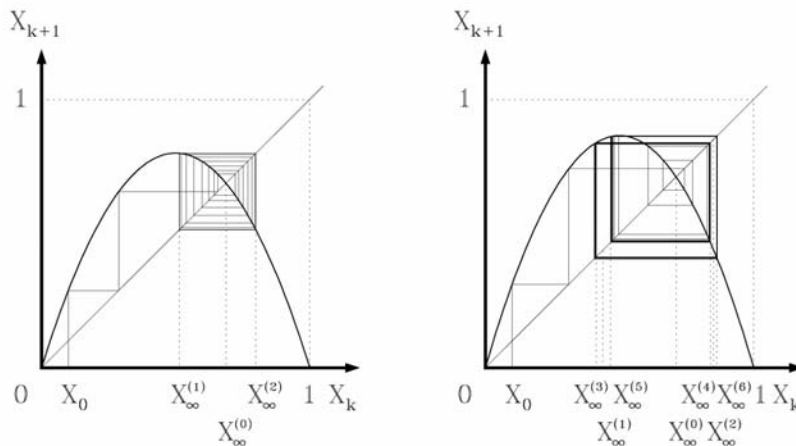 X_{k+1}
1
0 X_0 X_∞^{(1)} X_∞^{(2)} 1 X_k
X_∞^{(0)}
X_{k+1}
1
0 X_0 X_∞^{(3)} X_∞^{(5)} X_∞^{(4)} X_∞^{(6)} 1 X_k
X_∞^{(1)} X_∞^{(0)} X_∞^{(2)}